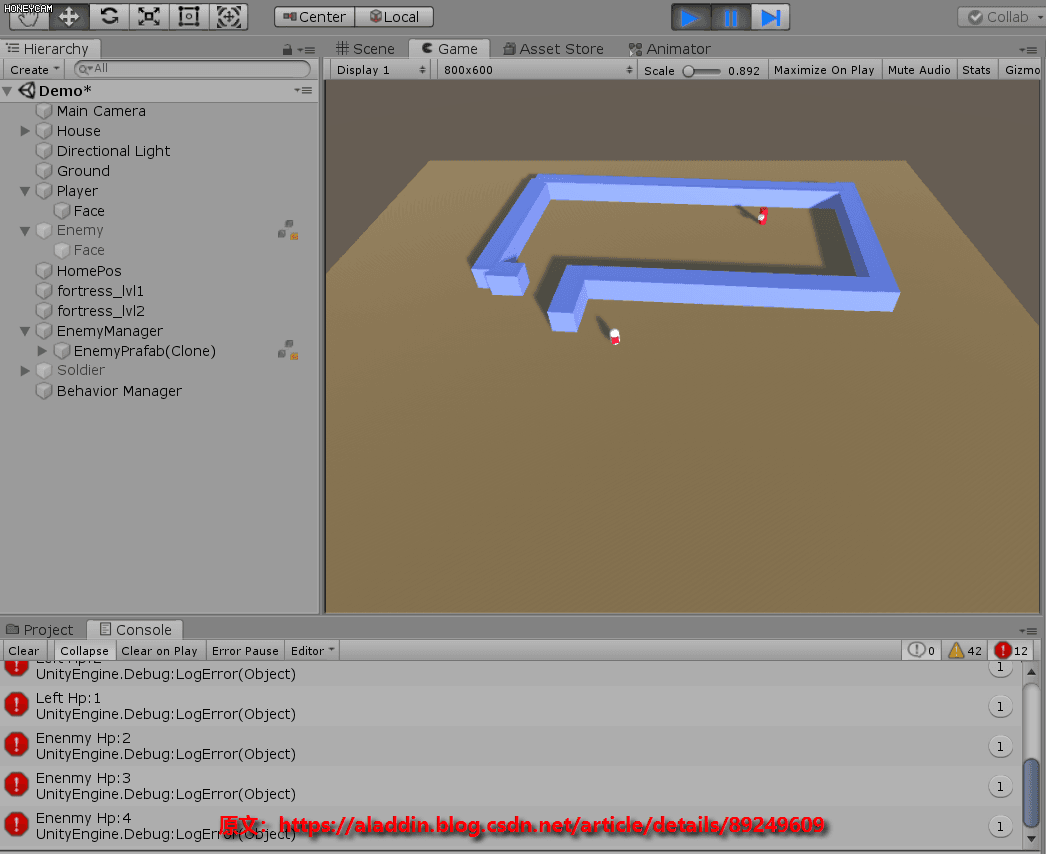 HONEYCAM
Center Local
Collab
Hierarchy
Scene Game Asset Store Animator
Create All
Display 1 800x600 Scale 0.892 Maximize On Play Mute Audio Stats Gizmo
Demo*
Main Camera
House
Directional Light
Ground
Player
Face
Enemy
Face
HomePos
fortress_lvl1
fortress_lvl2
EnemyManager
EnemyPrafab(Clone)
Soldier
Behavior Manager
Project Console
Clear Collapse Clear on Play Error Pause Editor 0 42 12
Left Hp:2 1
UnityEngine.Debug:LogError(Object)
Left Hp:1 1
UnityEngine.Debug:LogError(Object)
Enenmy Hp:2 1
UnityEngine.Debug:LogError(Object)
Enenmy Hp:3 1
UnityEngine.Debug:LogError(Object)
Enenmy Hp:4 1
UnityEngine.Debug:LogError(Object)
原文：https://aladdin.blog.csdn.net/article/details/89249609